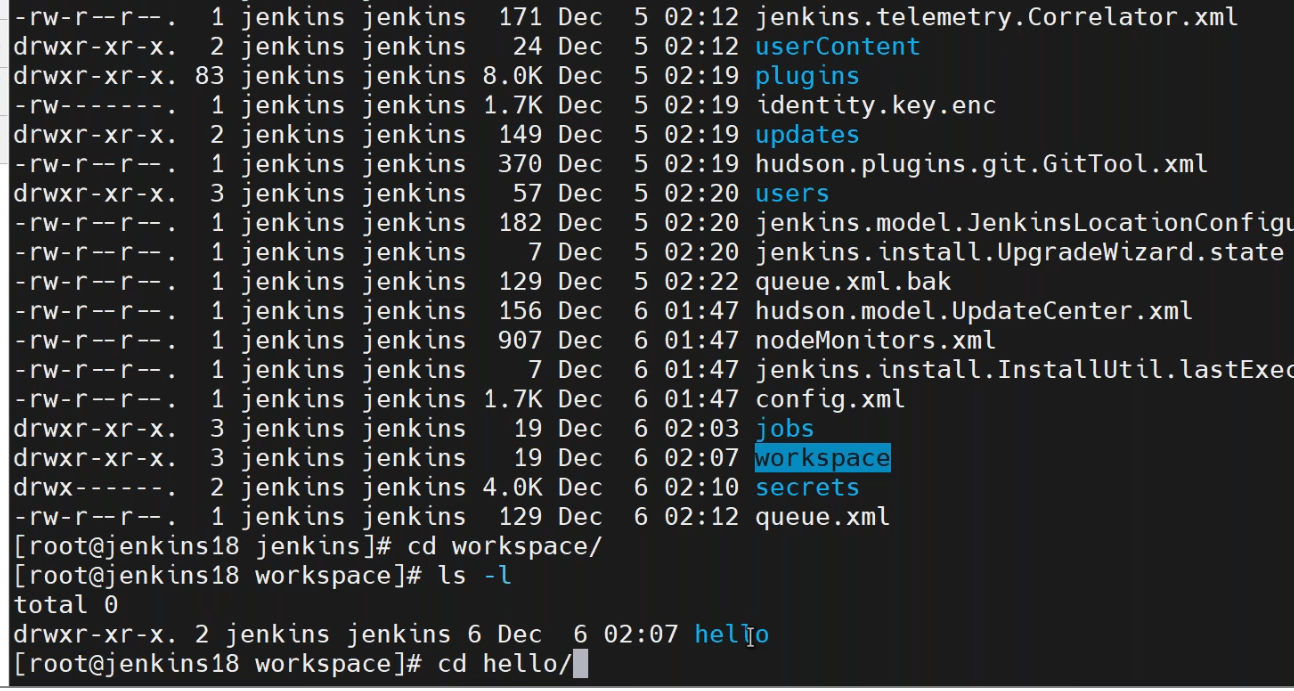 -rw-r--r--. 1 jenkins jenkins 171 Dec 5 02:12 jenkins.telemetry.Correlator.xml
drwxr-xr-x. 2 jenkins jenkins 24 Dec 5 02:12 userContent
drwxr-xr-x. 83 jenkins jenkins 8.0K Dec 5 02:19 plugins
-rw-------. 1 jenkins jenkins 1.7K Dec 5 02:19 identity.key.enc
drwxr-xr-x. 2 jenkins jenkins 149 Dec 5 02:19 updates
-rw-r--r--. 1 jenkins jenkins 370 Dec 5 02:19 hudson.plugins.git.GitTool.xml
drwxr-xr-x. 3 jenkins jenkins 57 Dec 5 02:20 users
-rw-r--r--. 1 jenkins jenkins 182 Dec 5 02:20 jenkins.model.JenkinsLocationConfigu
-rw-r--r--. 1 jenkins jenkins 7 Dec 5 02:20 jenkins.install.UpgradeWizard.state
-rw-r--r--. 1 jenkins jenkins 129 Dec 5 02:22 queue.xml.bak
-rw-r--r--. 1 jenkins jenkins 156 Dec 6 01:47 hudson.model.UpdateCenter.xml
-rw-r--r--. 1 jenkins jenkins 907 Dec 6 01:47 nodeMonitors.xml
-rw-r--r--. 1 jenkins jenkins 7 Dec 6 01:47 jenkins.install.InstallUtil.lastExec
-rw-r--r--. 1 jenkins jenkins 1.7K Dec 6 01:47 config.xml
drwxr-xr-x. 3 jenkins jenkins 19 Dec 6 02:03 jobs
drwxr-xr-x. 3 jenkins jenkins 19 Dec 6 02:07 workspace
drwx------. 2 jenkins jenkins 4.0K Dec 6 02:10 secrets
-rw-r--r--. 1 jenkins jenkins 129 Dec 6 02:12 queue.xml
[root@jenkins18 jenkins]# cd workspace/
[root@jenkins18 workspace]# ls -l
total 0
drwxr-xr-x. 2 jenkins jenkins 6 Dec 6 02:07 hello
[root@jenkins18 workspace]# cd hello/